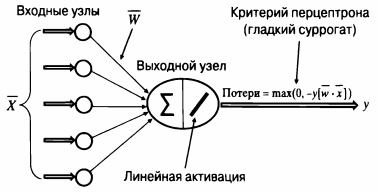 Входные узлы
W̅
Критерий перцептрона
(гладкий суррогат)
Выходной узел
X̅
Σ
Потери = max(0, -y[w̅ · x̅])
y
Линейная активация